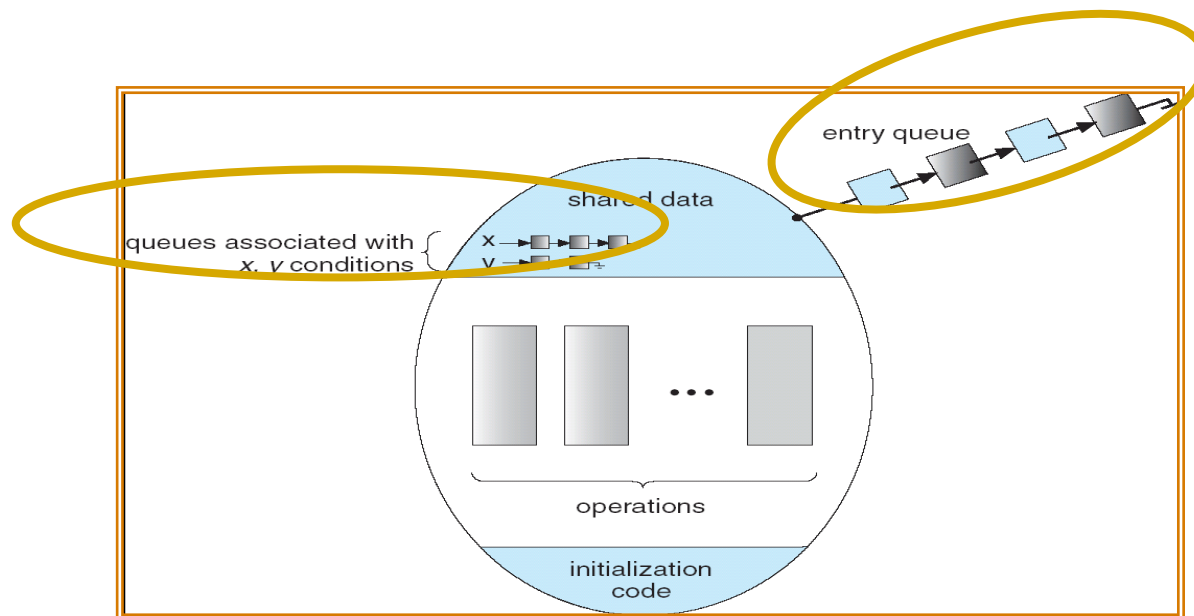 entry queue
shared data
queues associated with
x, y conditions
x
y
operations
initialization
code